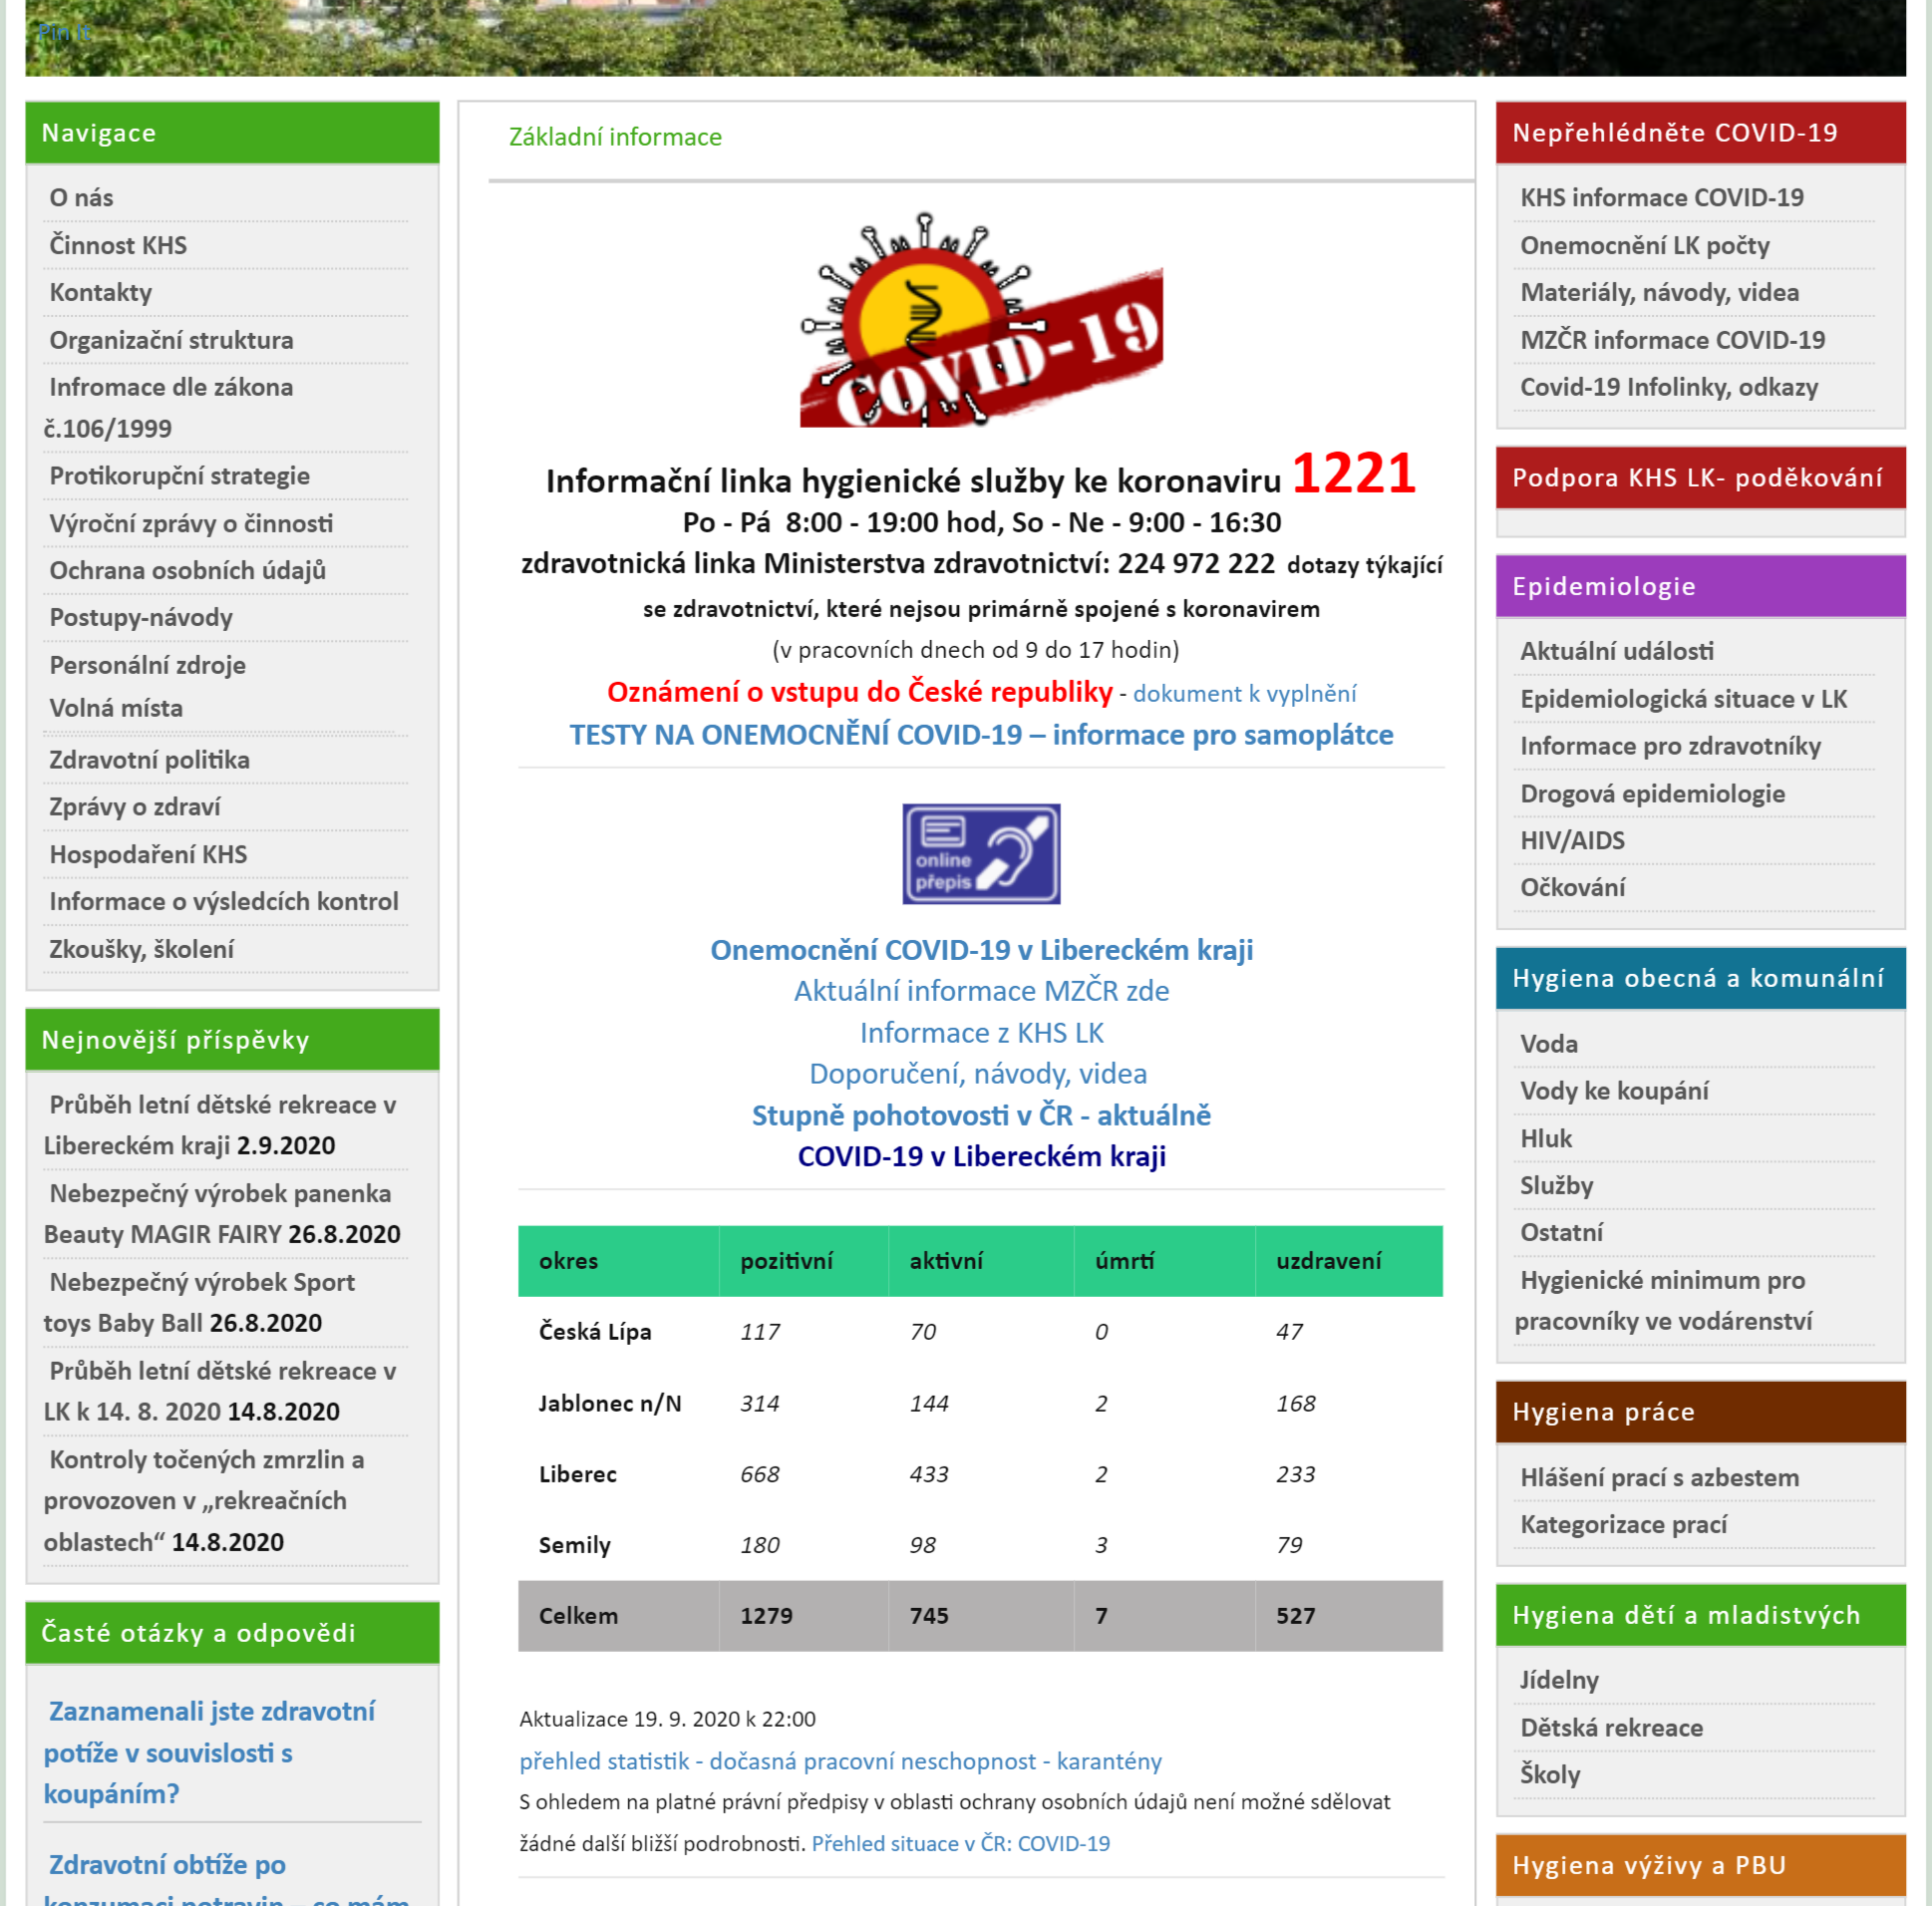 Pin It
Navigace
O nás
Činnost KHS
Kontakty
Organizační struktura
Infromace dle zákona
č.106/1999
Protikorupční strategie
Výroční zprávy o činnosti
Ochrana osobních údajů
Postupy-návody
Personální zdroje
Volná místa
Zdravotní politika
Zprávy o zdraví
Hospodaření KHS
Informace o výsledcích kontrol
Zkoušky, školení
Nejnovější příspěvky
Průběh letní dětské rekreace v
Libereckém kraji 2.9.2020
Nebezpečný výrobek panenka
Beauty MAGIR FAIRY 26.8.2020
Nebezpečný výrobek Sport
toys Baby Ball 26.8.2020
Průběh letní dětské rekreace v
LK k 14. 8. 2020 14.8.2020
Kontroly točených zmrzlin a
provozoven v „rekreačních
oblastech“ 14.8.2020
Časté otázky a odpovědi
Zaznamenali jste zdravotní
potíže v souvislosti s
koupáním?
Zdravotní obtíže po
konzumaci potravin – co mám
Základní informace
COVID-19
Informační linka hygienické služby ke koronaviru 1221
Po - Pá 8:00 - 19:00 hod, So - Ne - 9:00 - 16:30
zdravotnická linka Ministerstva zdravotnictví: 224 972 222 dotazy týkající
se zdravotnictví, které nejsou primárně spojené s koronavirem
(v pracovních dnech od 9 do 17 hodin)
Oznámení o vstupu do České republiky - dokument k vyplnění
TESTY NA ONEMOCNĚNÍ COVID-19 – informace pro samoplátce
online
přepis
Onemocnění COVID-19 v Libereckém kraji
Aktuální informace MZČR zde
Informace z KHS LK
Doporučení, návody, videa
Stupně pohotovosti v ČR - aktuálně
COVID-19 v Libereckém kraji
okres pozitivní aktivní úmrtí uzdravení
Česká Lípa 117 70 0 47
Jablonec n/N 314 144 2 168
Liberec 668 433 2 233
Semily 180 98 3 79
Celkem 1279 745 7 527
Aktualizace 19. 9. 2020 k 22:00
přehled statistik - dočasná pracovní neschopnost - karantény
S ohledem na platné právní předpisy v oblasti ochrany osobních údajů není možné sdělovat
žádné další bližší podrobnosti. Přehled situace v ČR: COVID-19
Nepřehlédněte COVID-19
KHS informace COVID-19
Onemocnění LK počty
Materiály, návody, videa
MZČR informace COVID-19
Covid-19 Infolinky, odkazy
Podpora KHS LK- poděkování
Epidemiologie
Aktuální události
Epidemiologická situace v LK
Informace pro zdravotníky
Drogová epidemiologie
HIV/AIDS
Očkování
Hygiena obecná a komunální
Voda
Vody ke koupání
Hluk
Služby
Ostatní
Hygienické minimum pro
pracovníky ve vodárenství
Hygiena práce
Hlášení prací s azbestem
Kategorizace prací
Hygiena dětí a mladistvých
Jídelny
Dětská rekreace
Školy
Hygiena výživy a PBU